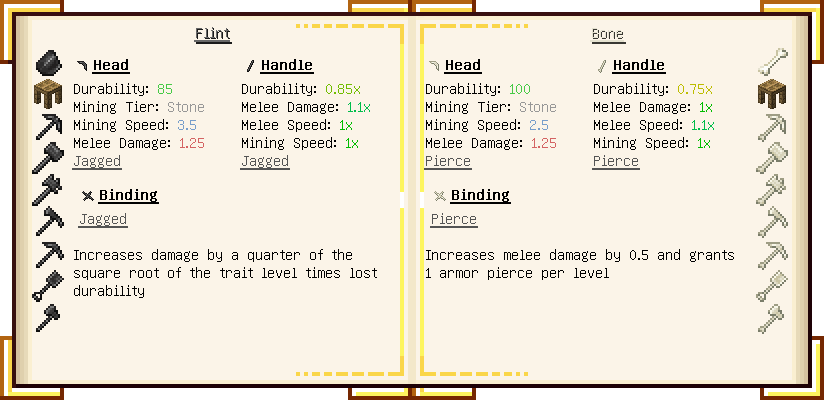 Flint
Head
Durability: 85
Mining Tier: Stone
Mining Speed: 3.5
Melee Damage: 1.25
Jagged
Handle
Durability: 0.85x
Melee Damage: 1.1x
Melee Speed: 1x
Mining Speed: 1x
Jagged
Binding
Jagged
Increases damage by a quarter of the
square root of the trait level times lost
durability
Bone
Head
Durability: 100
Mining Tier: Stone
Mining Speed: 2.5
Melee Damage: 1.25
Pierce
Handle
Durability: 0.75x
Melee Damage: 1x
Melee Speed: 1.1x
Mining Speed: 1x
Pierce
Binding
Pierce
Increases melee damage by 0.5 and grants
1 armor pierce per level